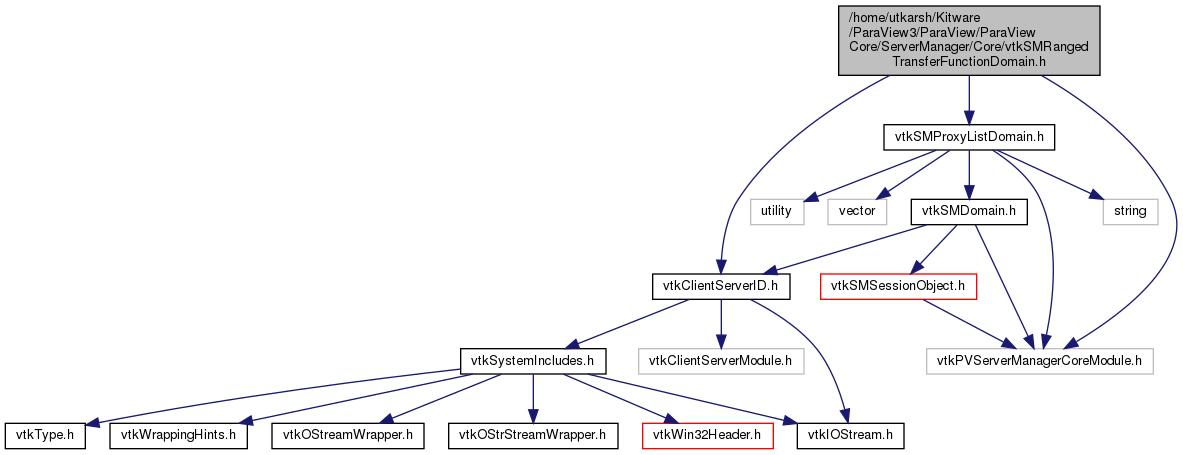 /home/utkarsh/Kitware
/ParaView3/ParaView/ParaView
Core/ServerManager/Core/vtkSMRanged
TransferFunctionDomain.h
vtkSMProxyListDomain.h
utility
vector
vtkSMDomain.h
string
vtkClientServerID.h
vtkSMSessionObject.h
vtkSystemIncludes.h
vtkClientServerModule.h
vtkPVServerManagerCoreModule.h
vtkType.h
vtkWrappingHints.h
vtkOStreamWrapper.h
vtkOStrStreamWrapper.h
vtkWin32Header.h
vtkIOStream.h